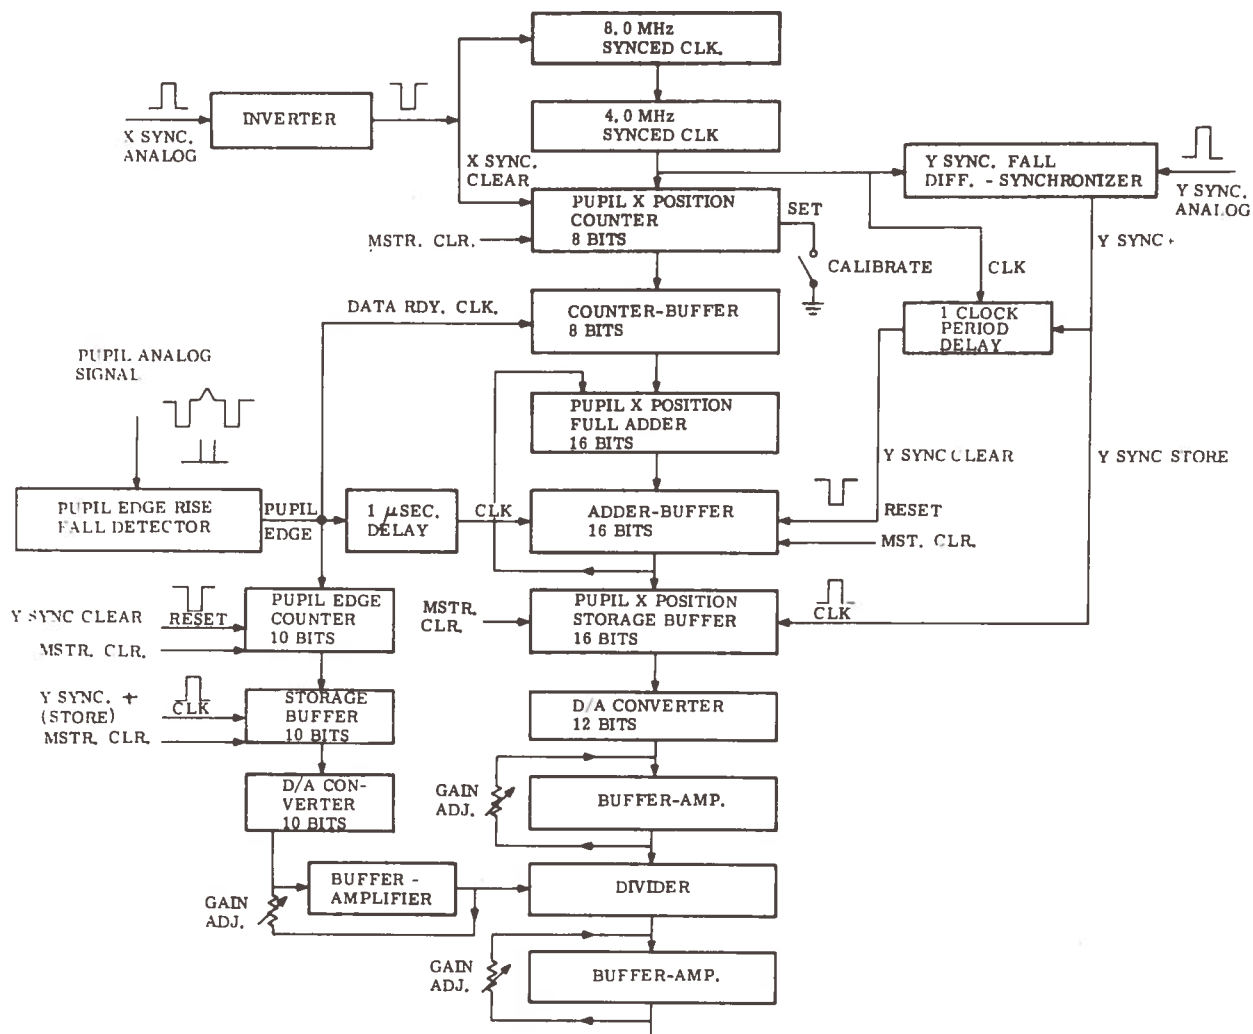 8.0 MHz
SYNCED CLK.
INVERTER
X SYNC.
ANALOG
4.0 MHz
SYNCED CLK
X SYNC.
CLEAR
Y SYNC. FALL
DIFF. - SYNCHRONIZER
Y SYNC.
ANALOG
PUPIL X POSITION
COUNTER
8 BITS
MSTR. CLR.
SET
CALIBRATE
CLK
Y SYNC+
DATA RDY. CLK.
COUNTER-BUFFER
8 BITS
1 CLOCK
PERIOD
DELAY
PUPIL ANALOG
SIGNAL
PUPIL X POSITION
FULL ADDER
16 BITS
Y SYNC CLEAR
Y SYNC STORE
PUPIL EDGE RISE
FALL DETECTOR
PUPIL
EDGE
1 μSEC.
DELAY
CLK
ADDER-BUFFER
16 BITS
RESET
MST. CLR.
Y SYNC CLEAR
RESET
MSTR. CLR.
PUPIL EDGE
COUNTER
10 BITS
MSTR.
CLR.
PUPIL X POSITION
STORAGE BUFFER
16 BITS
CLK
Y SYNC. +
(STORE)
CLK
MSTR. CLR.
STORAGE
BUFFER
10 BITS
D/A CONVERTER
12 BITS
D/A CON-
VERTER
10 BITS
GAIN
ADJ.
BUFFER-AMP.
GAIN
ADJ.
BUFFER -
AMPLIFIER
DIVIDER
GAIN
ADJ.
BUFFER-AMP.